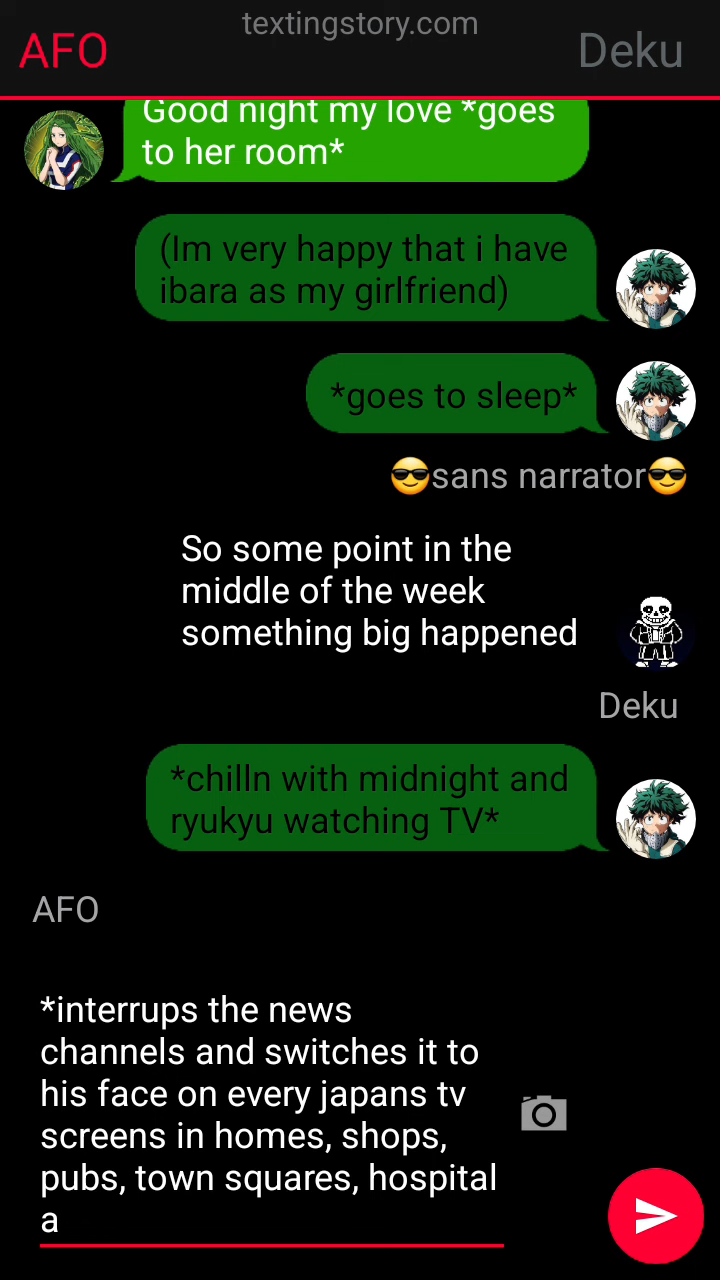 textingstory.com
AFO
Deku
Good night my love *goes
to her room*
(Im very happy that i have
ibara as my girlfriend)
*goes to sleep*
😎sans narrator😎
So some point in the
middle of the week
something big happened
Deku
*chilln with midnight and
ryukyu watching TV*
AFO
*interrups the news
channels and switches it to
his face on every japans tv
screens in homes, shops,
pubs, town squares, hospital
a